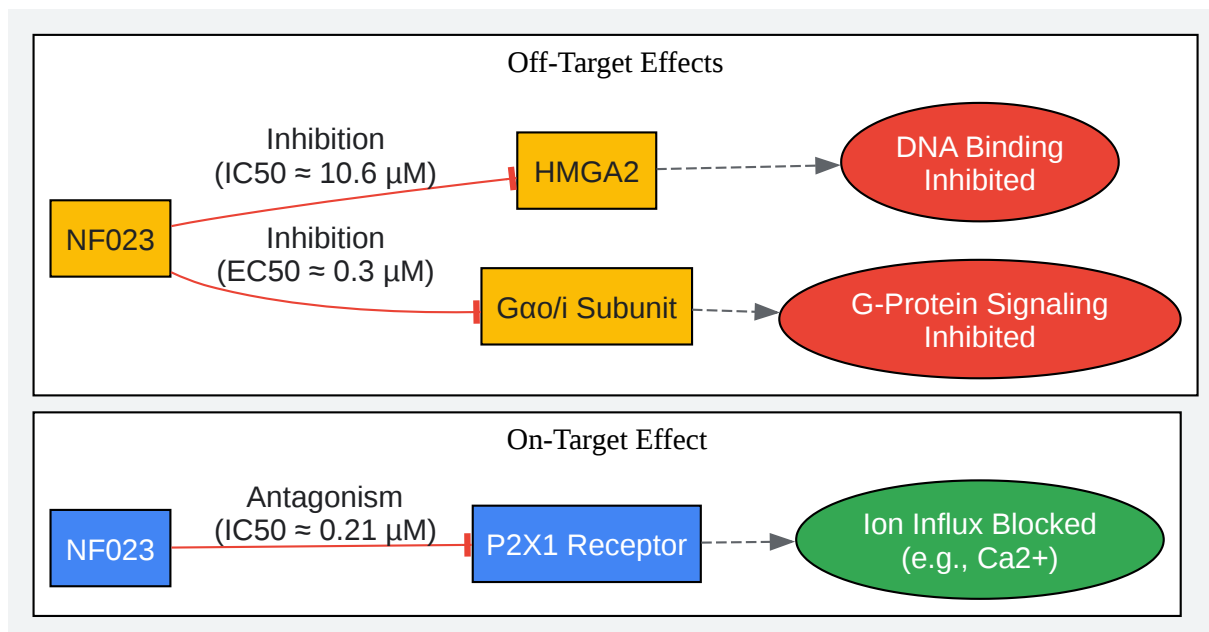 Off-Target Effects
Inhibition
(IC50 ≈ 10.6 µM)
HMGA2
DNA Binding
Inhibited
NF023
Inhibition
(EC50 ≈ 0.3 µM)
Gαo/i Subunit
G-Protein Signaling
Inhibited
On-Target Effect
NF023
Antagonism
(IC50 ≈ 0.21 µM)
P2X1 Receptor
Ion Influx Blocked
(e.g., Ca2+)